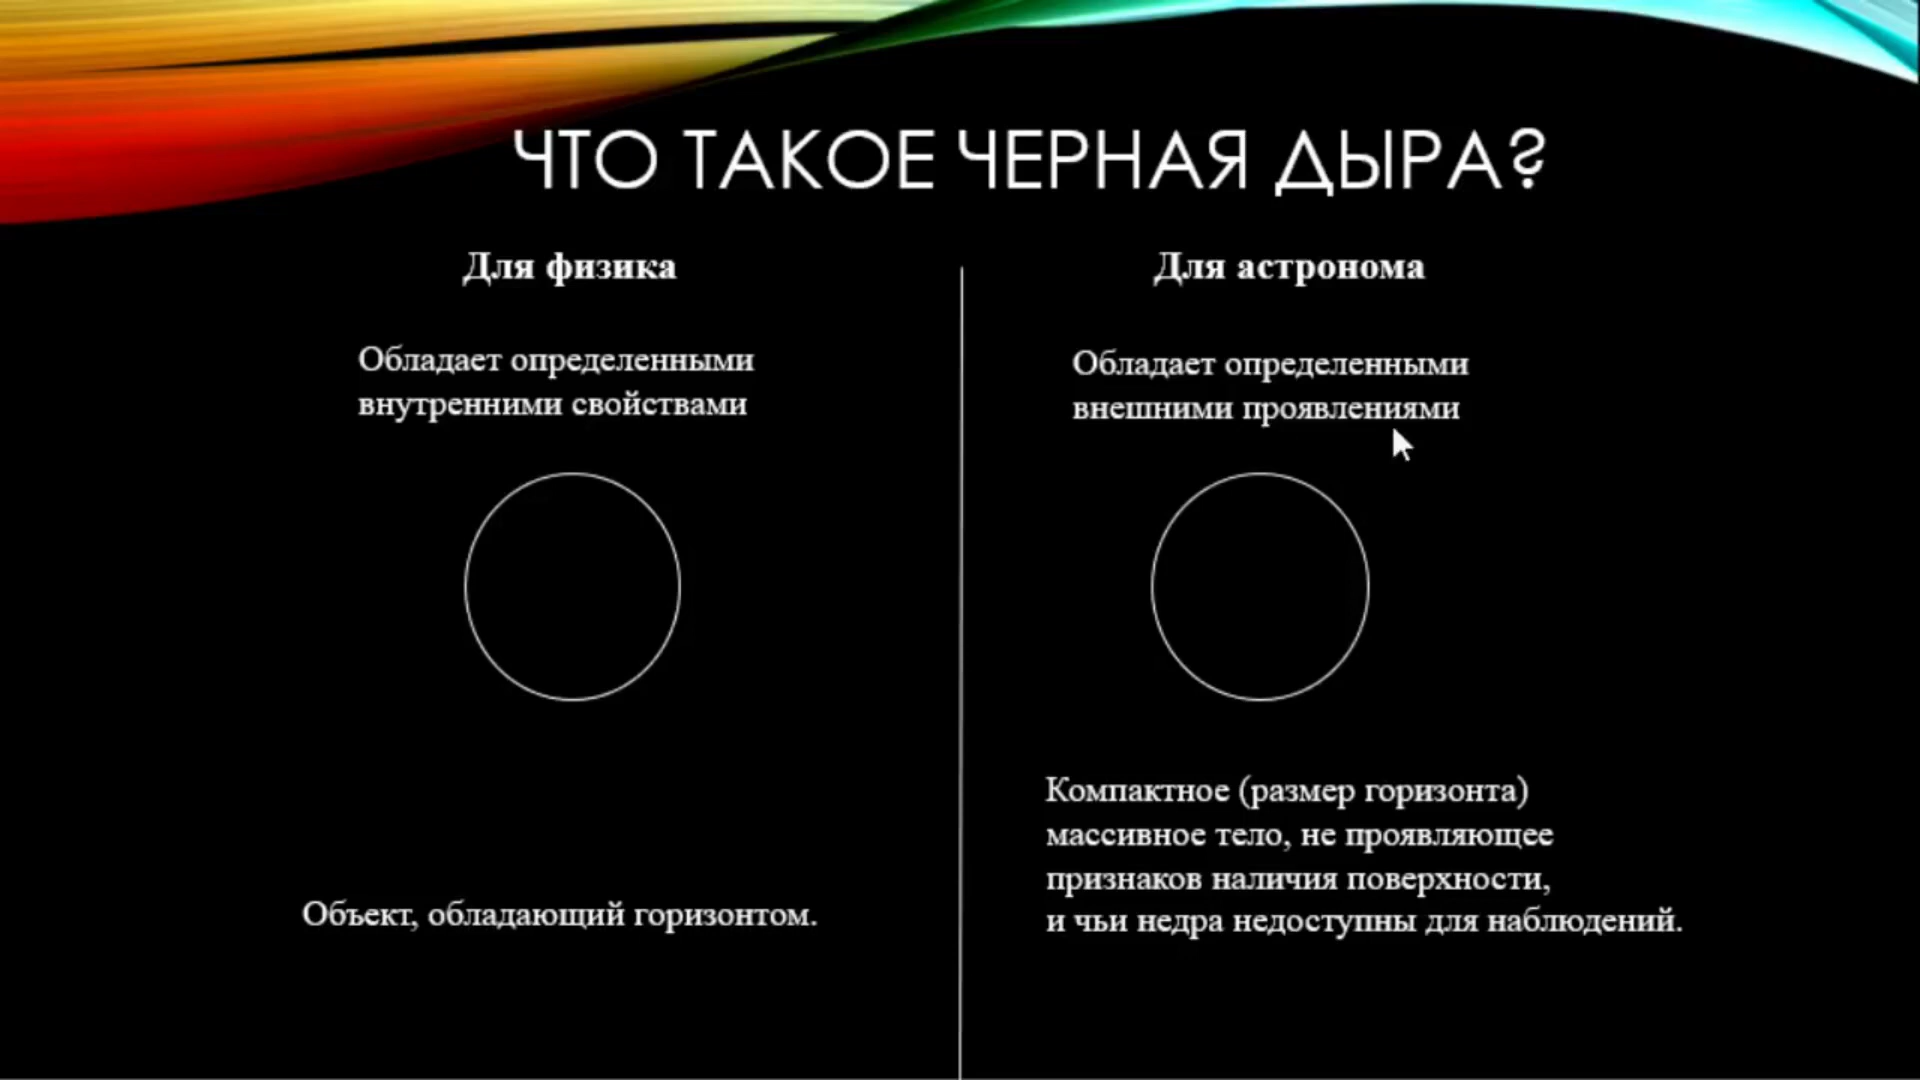 ЧТО ТАКОЕ ЧЕРНАЯ ДЫРА?
Для физика
Обладает определенными
внутренними свойствами
Объект, обладающий горизонтом.
Для астронома
Обладает определенными
внешними проявлениями
Компактное (размер горизонта)
массивное тело, не проявляющее
признаков наличия поверхности,
и чьи недра недоступны для наблюдений.